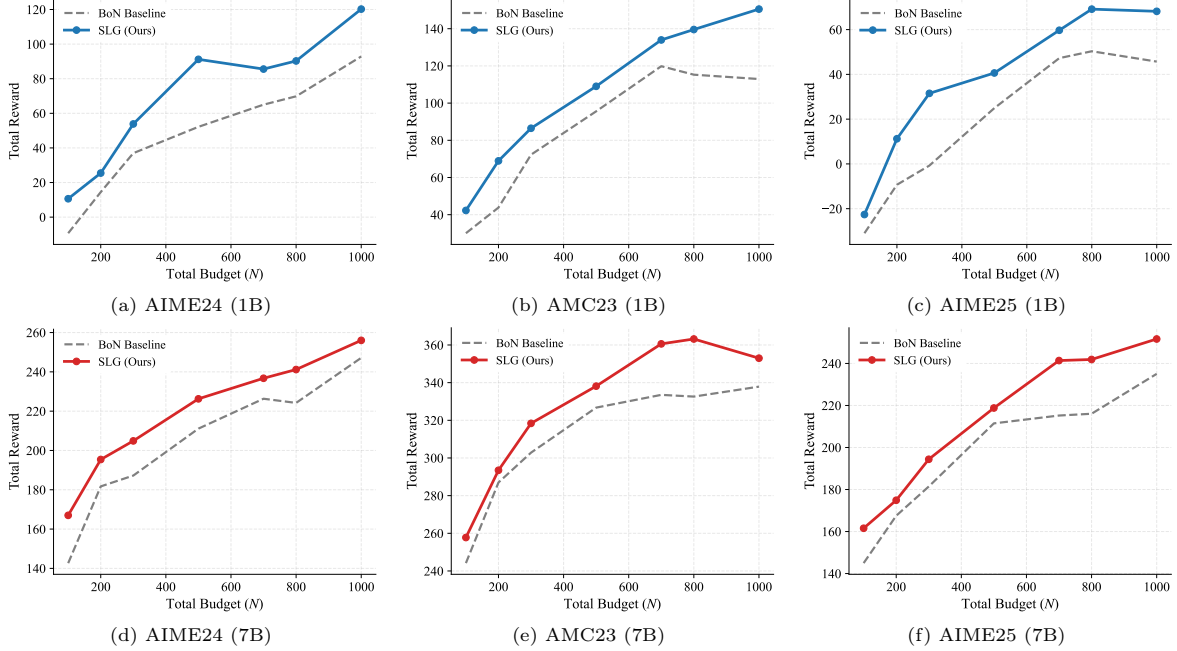 120
100
80
60
40
20
0
Total Reward
BoN Baseline
SLG (Ours)
200 400 600 800 1000
Total Budget (N)
(a) AIME24 (1B)
140
120
100
80
60
40
Total Reward
BoN Baseline
SLG (Ours)
200 400 600 800 1000
Total Budget (N)
(b) AMC23 (1B)
60
40
20
0
−20
Total Reward
BoN Baseline
SLG (Ours)
200 400 600 800 1000
Total Budget (N)
(c) AIME25 (1B)
260
240
220
200
180
160
140
Total Reward
BoN Baseline
SLG (Ours)
200 400 600 800 1000
Total Budget (N)
(d) AIME24 (7B)
360
340
320
300
280
260
240
Total Reward
BoN Baseline
SLG (Ours)
200 400 600 800 1000
Total Budget (N)
(e) AMC23 (7B)
240
220
200
180
160
140
Total Reward
BoN Baseline
SLG (Ours)
200 400 600 800 1000
Total Budget (N)
(f) AIME25 (7B)